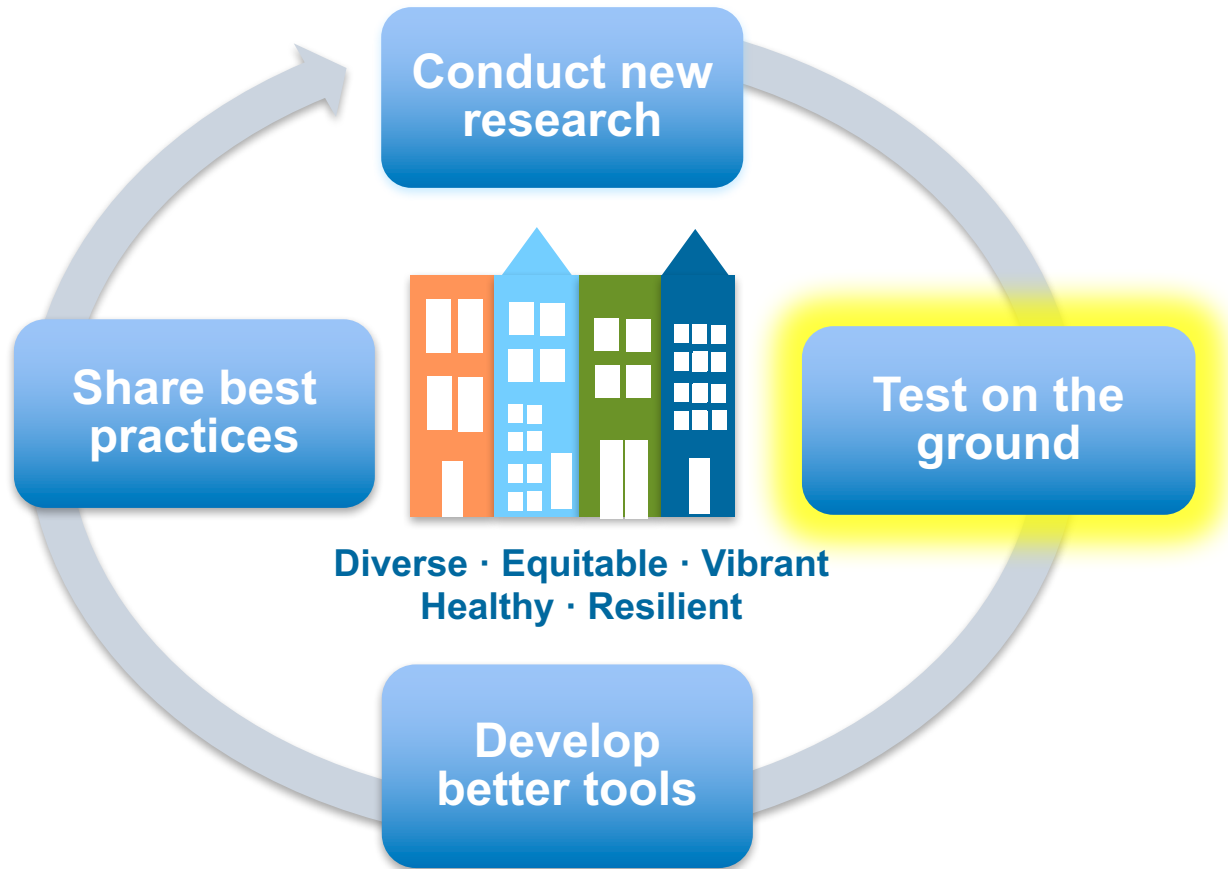 Conduct new
research
Share best
practices
Test on the
ground
Diverse · Equitable · Vibrant
Healthy · Resilient
Develop
better tools